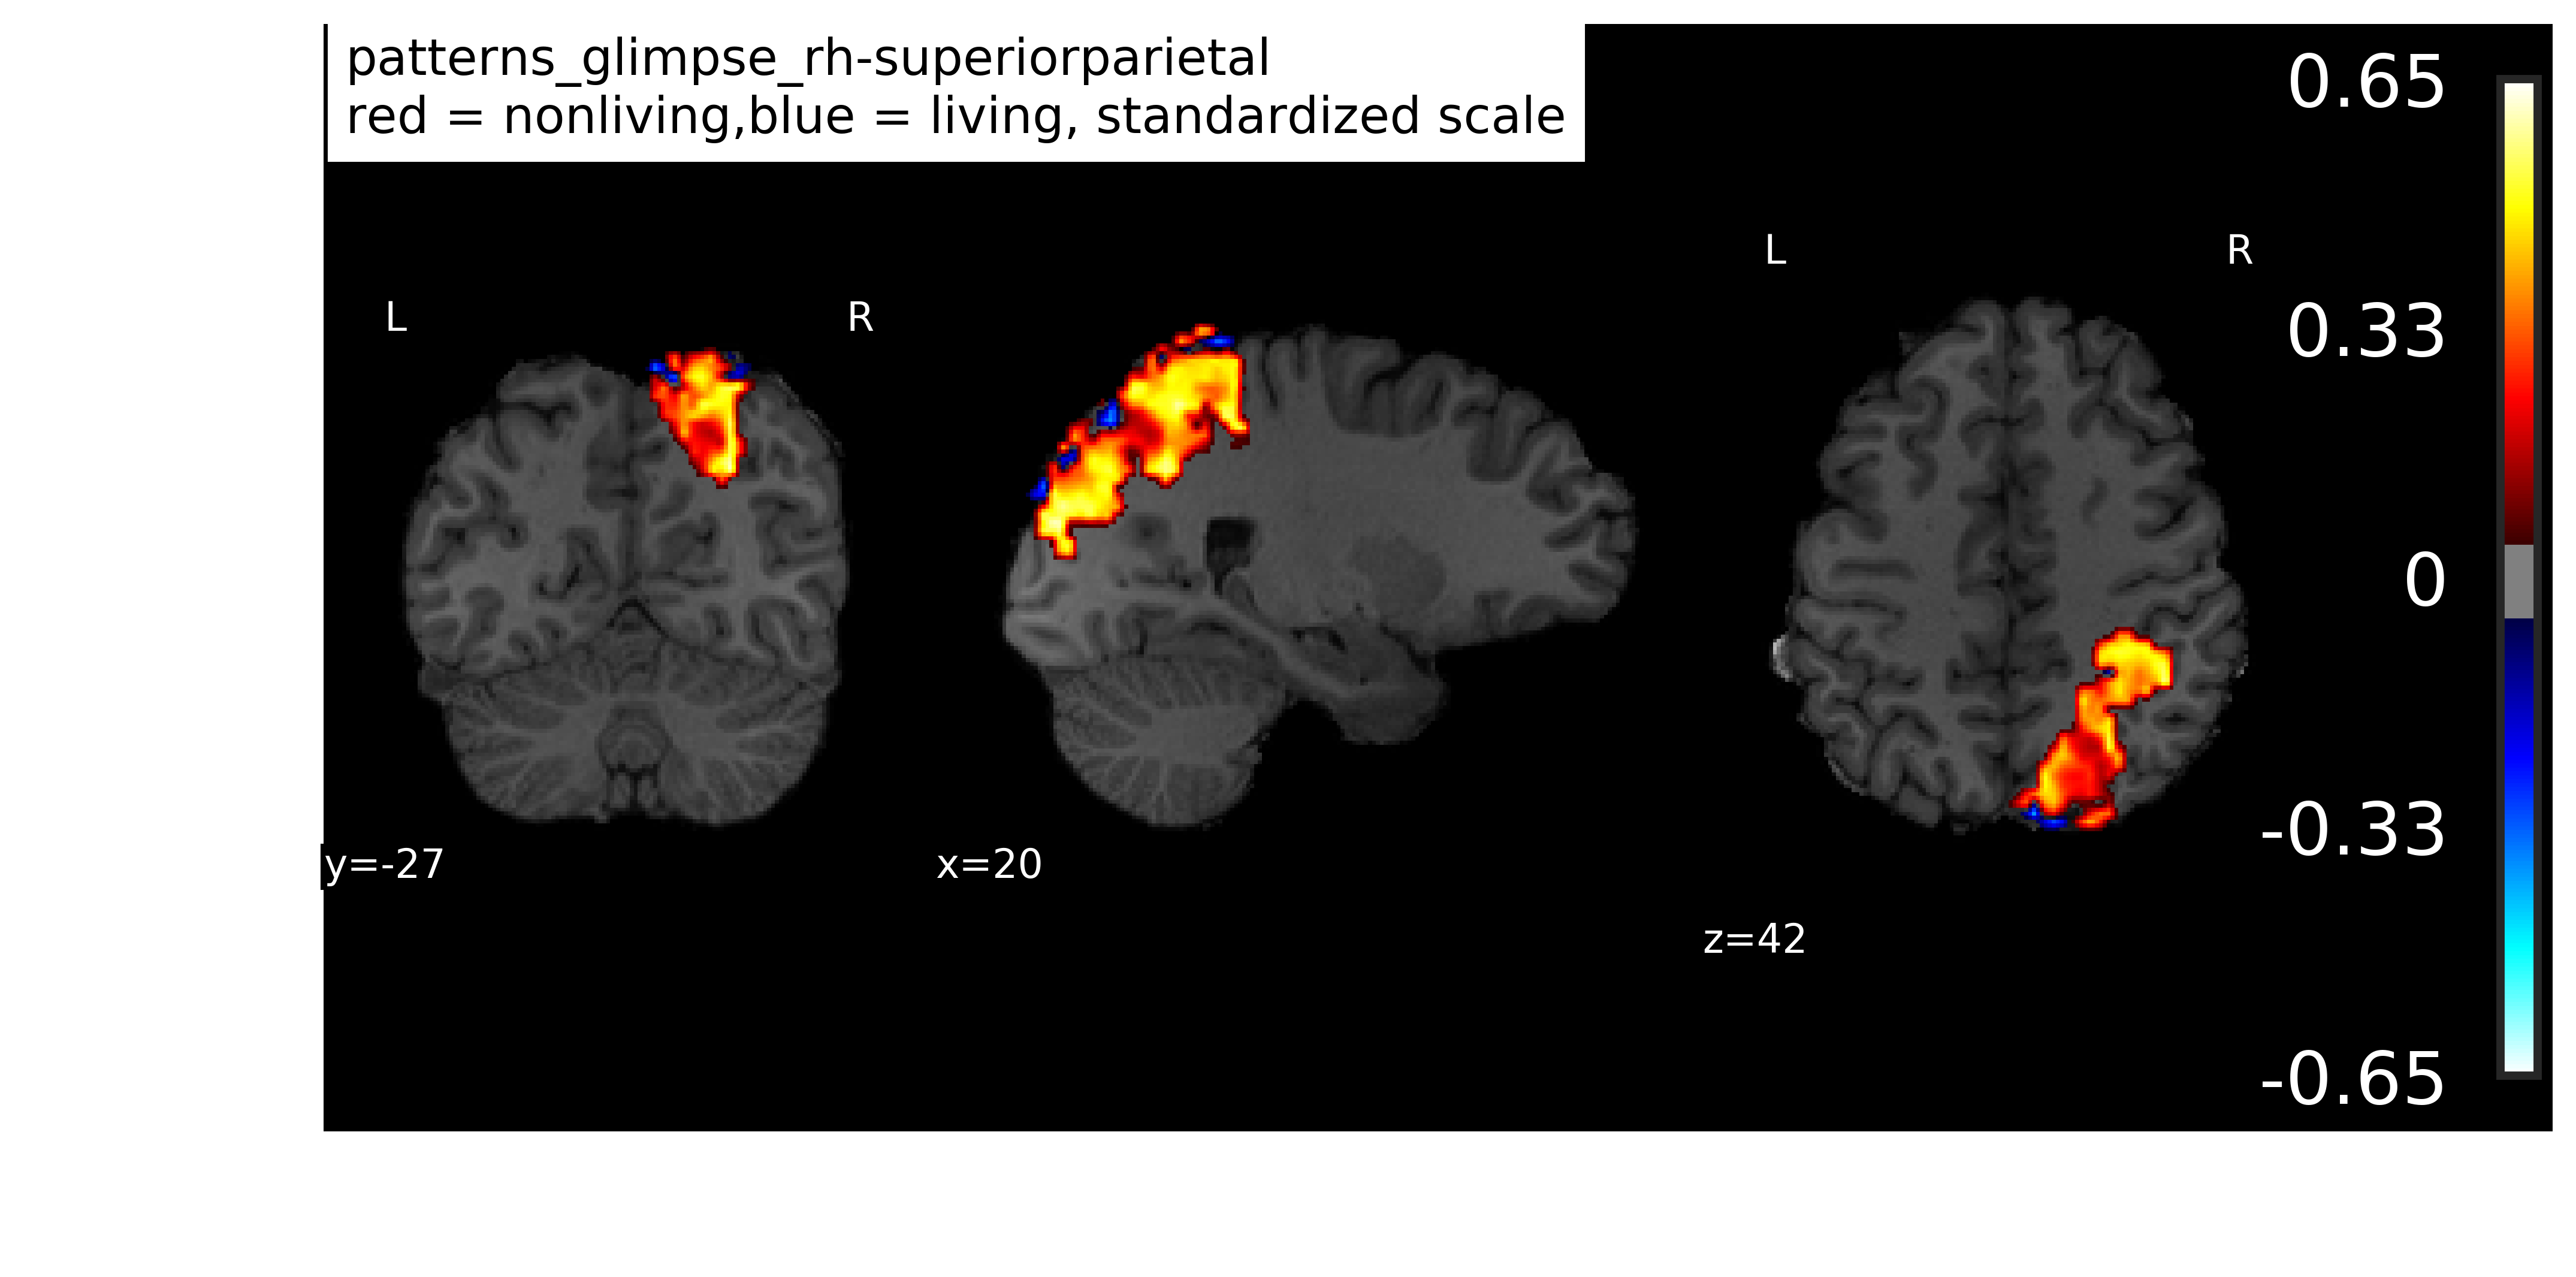 patterns_glimpse_rh-superiorparietal
red = nonliving,blue = living, standardized scale
L
R
y=-27
x=20
L
R
z=42
0.65
0.33
0
-0.33
-0.65